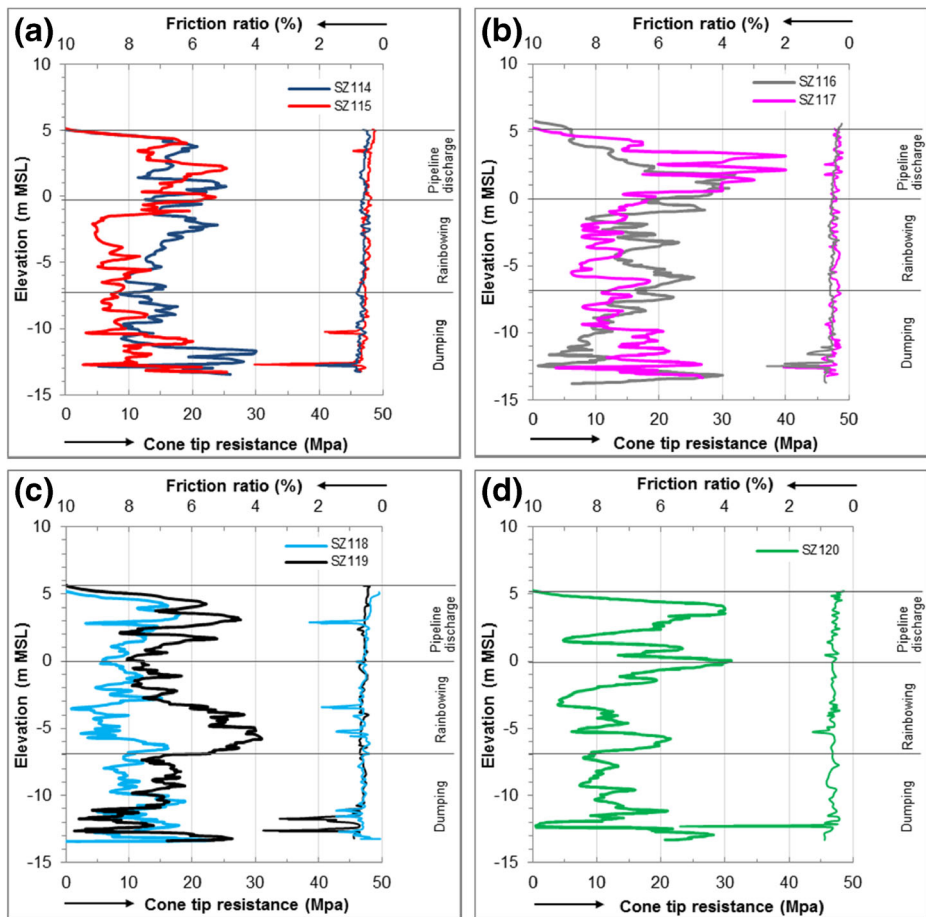 (a)
Friction ratio (%)
10 8 6 4 2 0
SZ114
SZ115
Elevation (m MSL)
10
5
0
-5
-10
-15
Pipeline
discharge
Rainbowing
Dumping
0 10 20 30 40 50
Cone tip resistance (Mpa)
(b)
Friction ratio (%)
10 8 6 4 2 0
SZ116
SZ117
Elevation (m MSL)
10
5
0
-5
-10
-15
Pipeline
discharge
Rainbowing
Dumping
0 10 20 30 40 50
Cone tip resistance (Mpa)
(c)
Friction ratio (%)
10 8 6 4 2 0
SZ118
SZ119
Elevation (m MSL)
10
5
0
-5
-10
-15
Pipeline
discharge
Rainbowing
Dumping
0 10 20 30 40 50
Cone tip resistance (Mpa)
(d)
Friction ratio (%)
10 8 6 4 2 0
SZ120
Elevation (m MSL)
10
5
0
-5
-10
-15
Pipeline
discharge
Rainbowing
Dumping
0 10 20 30 40 50
Cone tip resistance (Mpa)